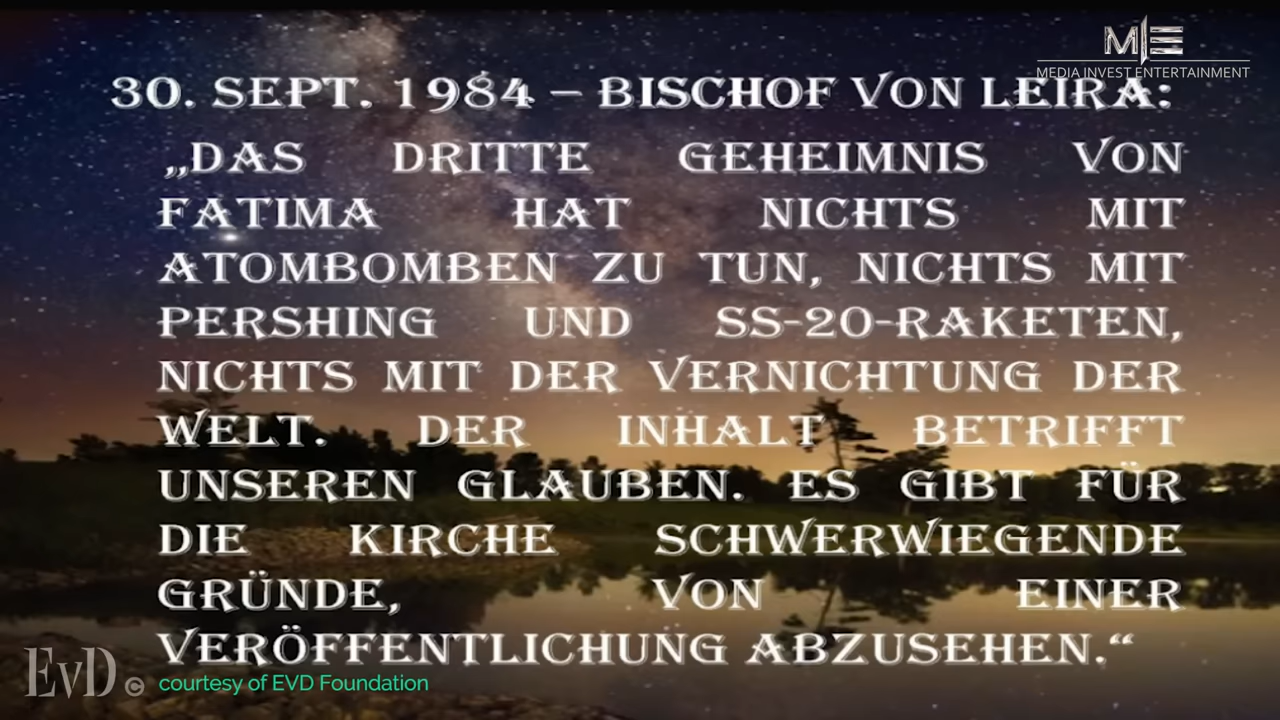 MIE
MEDIA INVEST ENTERTAINMENT
30. SEPT. 1984 – BISCHOF VON LEIRA:
„DAS DRITTE GEHEIMNIS VON
FATIMA HAT NICHTS MIT
ATOMBOMBEN ZU TUN, NICHTS MIT
PERSHING UND SS-20-RAKETEN,
NICHTS MIT DER VERNICHTUNG DER
WELT. DER INHALT BETRIFFT
UNSEREN GLAUBEN. ES GIBT FÜR
DIE KIRCHE SCHWERWIEGENDE
GRÜNDE, VON EINER
VERÖFFENTLICHUNG ABZUSEHEN.“
EvD © courtesy of EVD Foundation